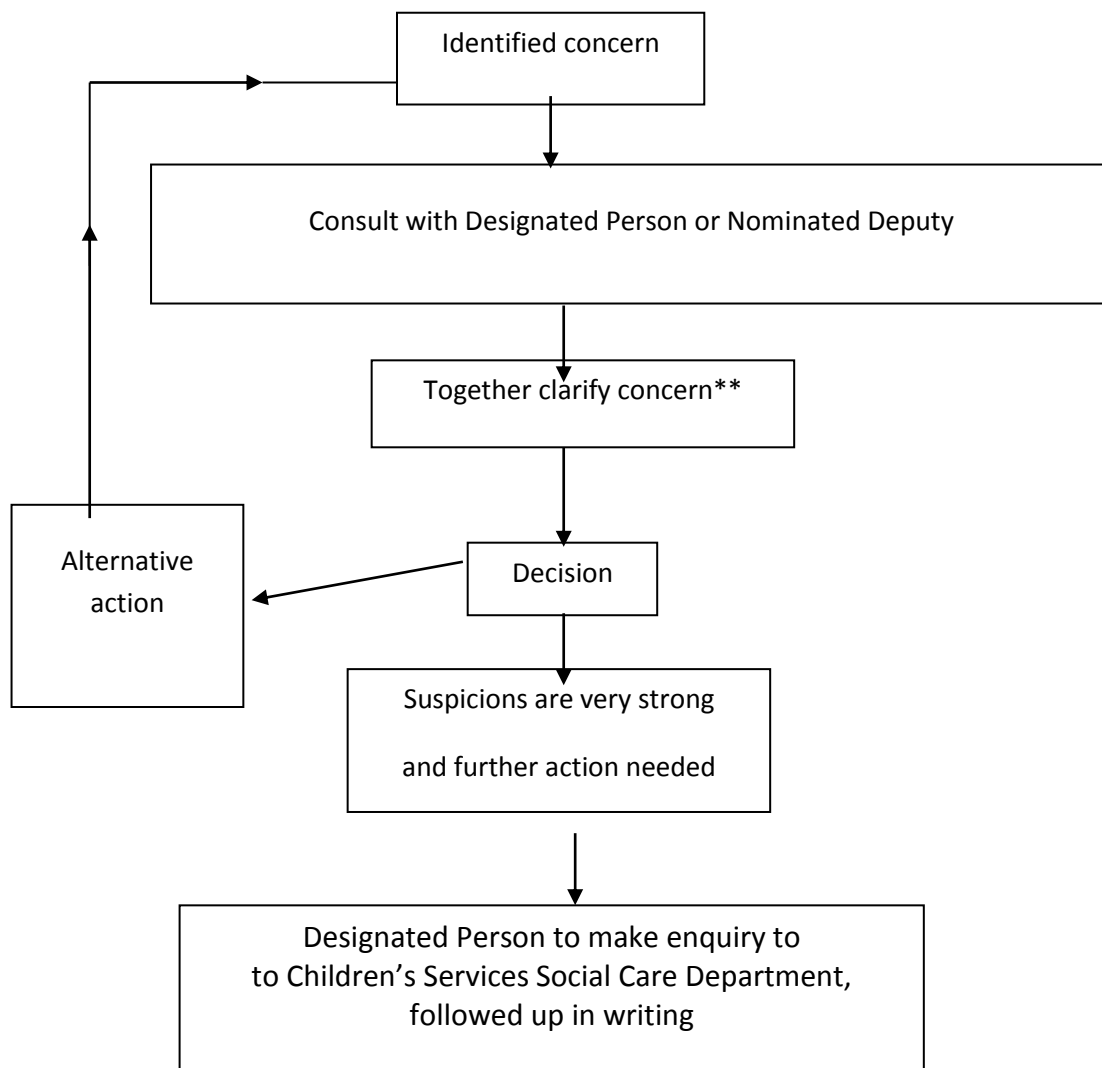 Identified concern
Consult with Designated Person or Nominated Deputy
Together clarify concern**
Alternative
action
Decision
Suspicions are very strong
and further action needed
Designated Person to make enquiry to
to Children’s Services Social Care Department,
followed up in writing